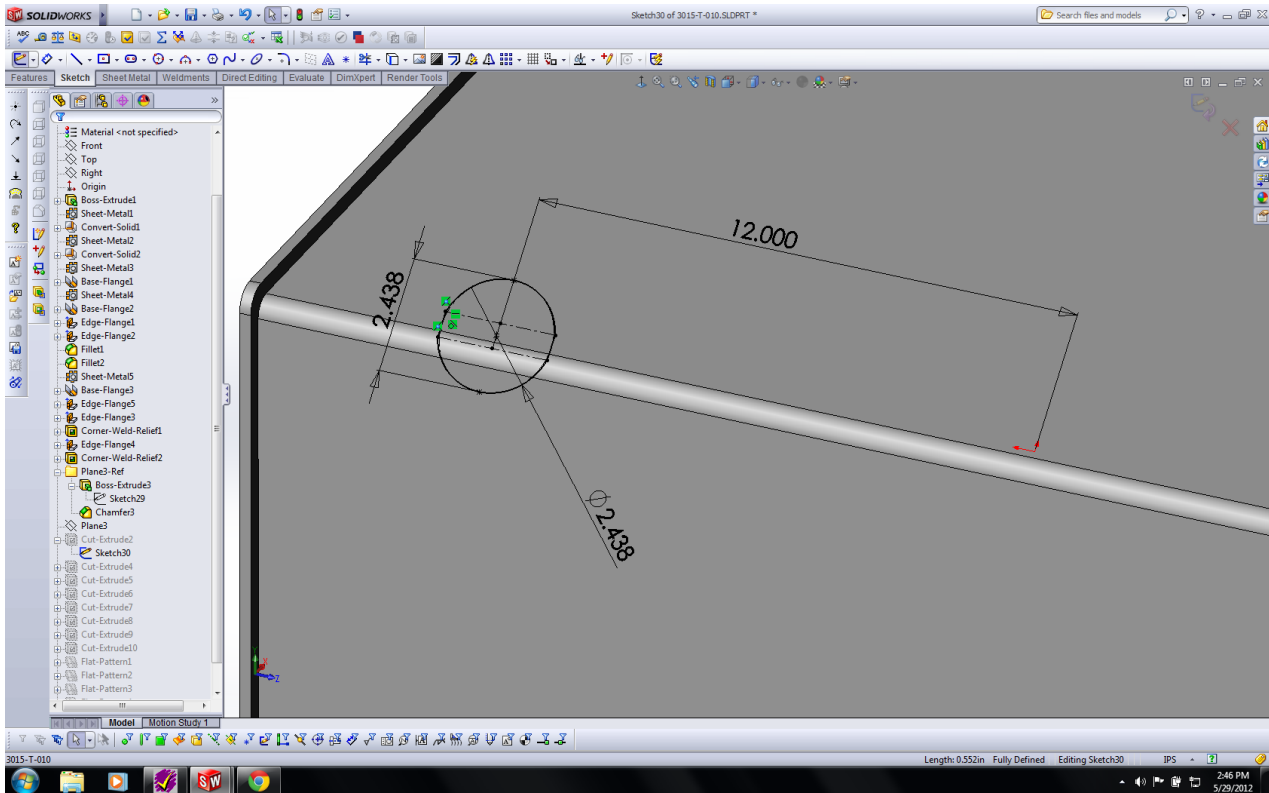 SOLIDWORKS
Sketch30 of 3015-T-010.SLDPRT *
Search files and models
Features
Sketch
Sheet Metal
Weldments
Direct Editing
Evaluate
DimXpert
Render Tools
Material <not specified>
Front
Top
Right
Origin
Boss-Extrude1
Sheet-Metal1
Convert-Solid1
Sheet-Metal2
Convert-Solid2
Sheet-Metal3
Base-Flange1
Sheet-Metal4
Base-Flange2
Edge-Flange1
Edge-Flange2
Fillet1
Fillet2
Sheet-Metal5
Base-Flange3
Edge-Flange5
Edge-Flange3
Corner-Weld-Relief1
Edge-Flange4
Corner-Weld-Relief2
Plane3-Ref
Boss-Extrude3
Sketch29
Chamfer3
Plane3
Cut-Extrude2
Sketch30
Cut-Extrude4
Cut-Extrude5
Cut-Extrude6
Cut-Extrude7
Cut-Extrude8
Cut-Extrude9
Cut-Extrude10
Flat-Pattern1
Flat-Pattern2
Flat-Pattern3
12.000
2.438
⌀2.438
Y
Z
Model
Motion Study 1
3015-T-010
Length: 0.552in
Fully Defined
Editing Sketch30
IPS
2:46 PM
5/29/2012